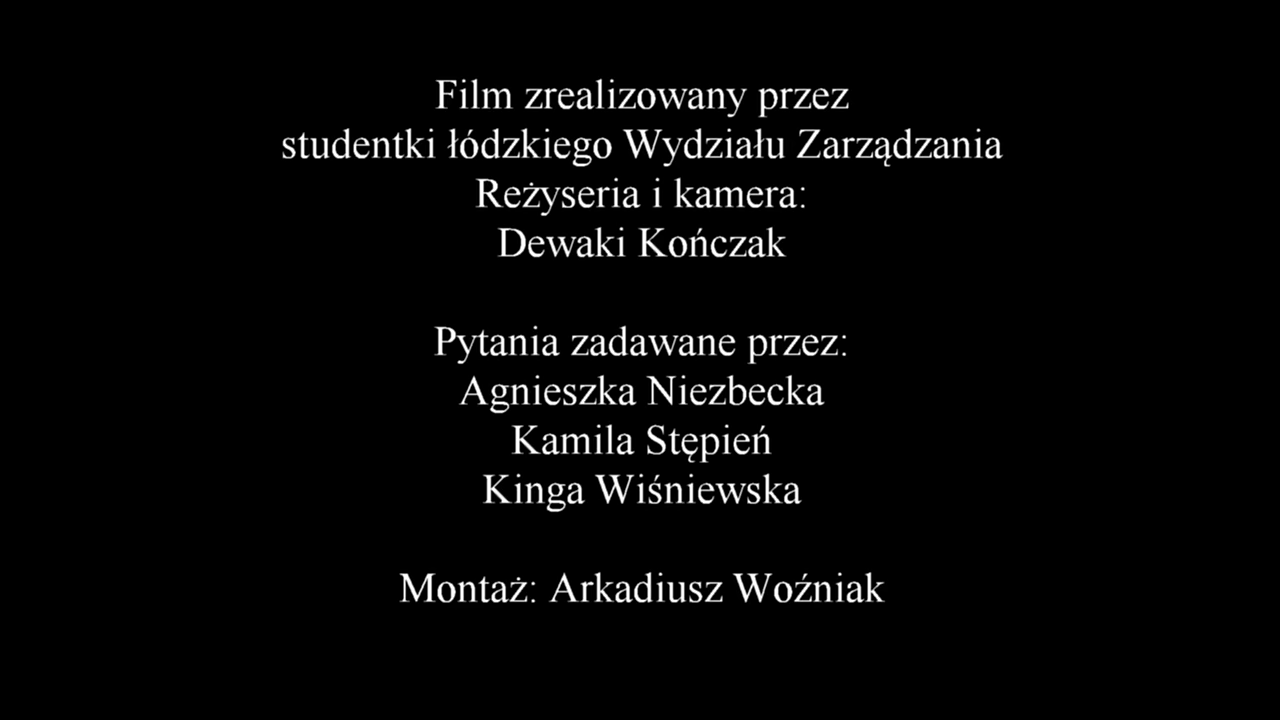 Film zrealizowany przez
studentki łódzkiego Wydziału Zarządzania
Reżyseria i kamera:
Dewaki Kończak
Pytania zadawane przez:
Agnieszka Niezbecka
Kamila Stępień
Kinga Wiśniewska
Montaż: Arkadiusz Woźniak